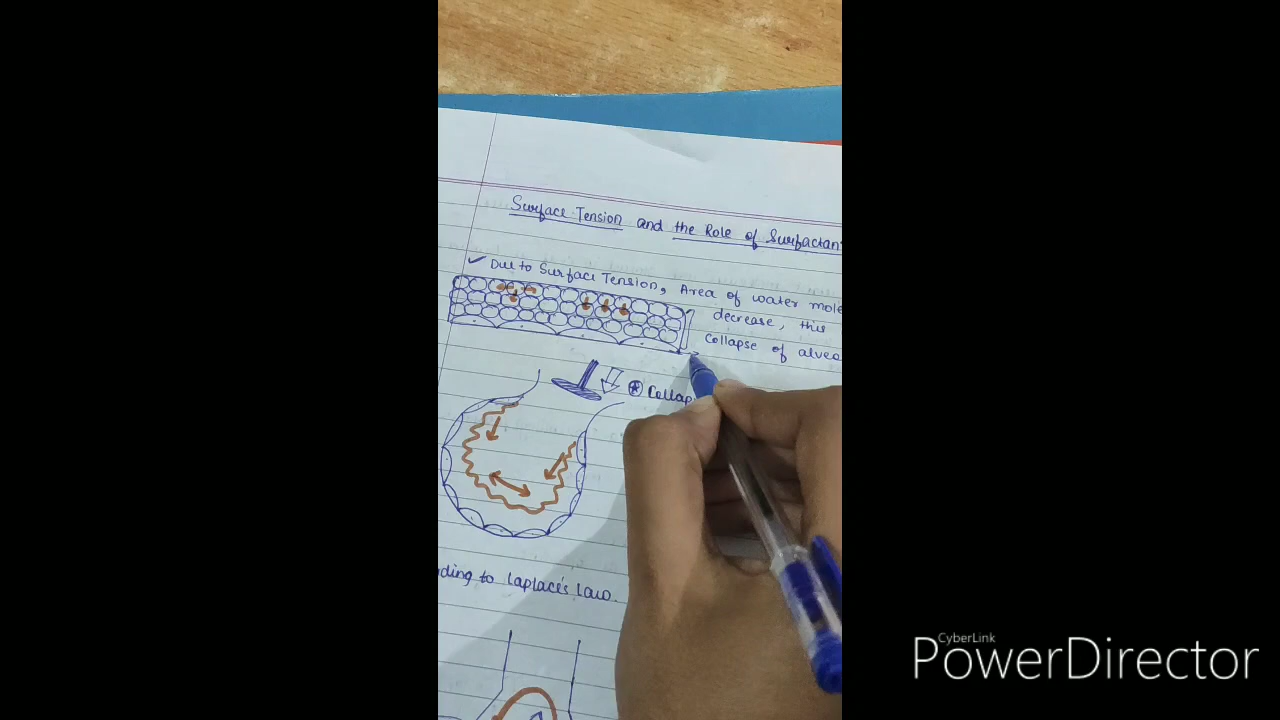 Surface Tension and the Role of Surfactan
✓ Due to Surface Tension, Area of water mole
decrease, this
collapse of alveo
⊛ Collap
ding to Laplace's Law.
CyberLink
PowerDirector